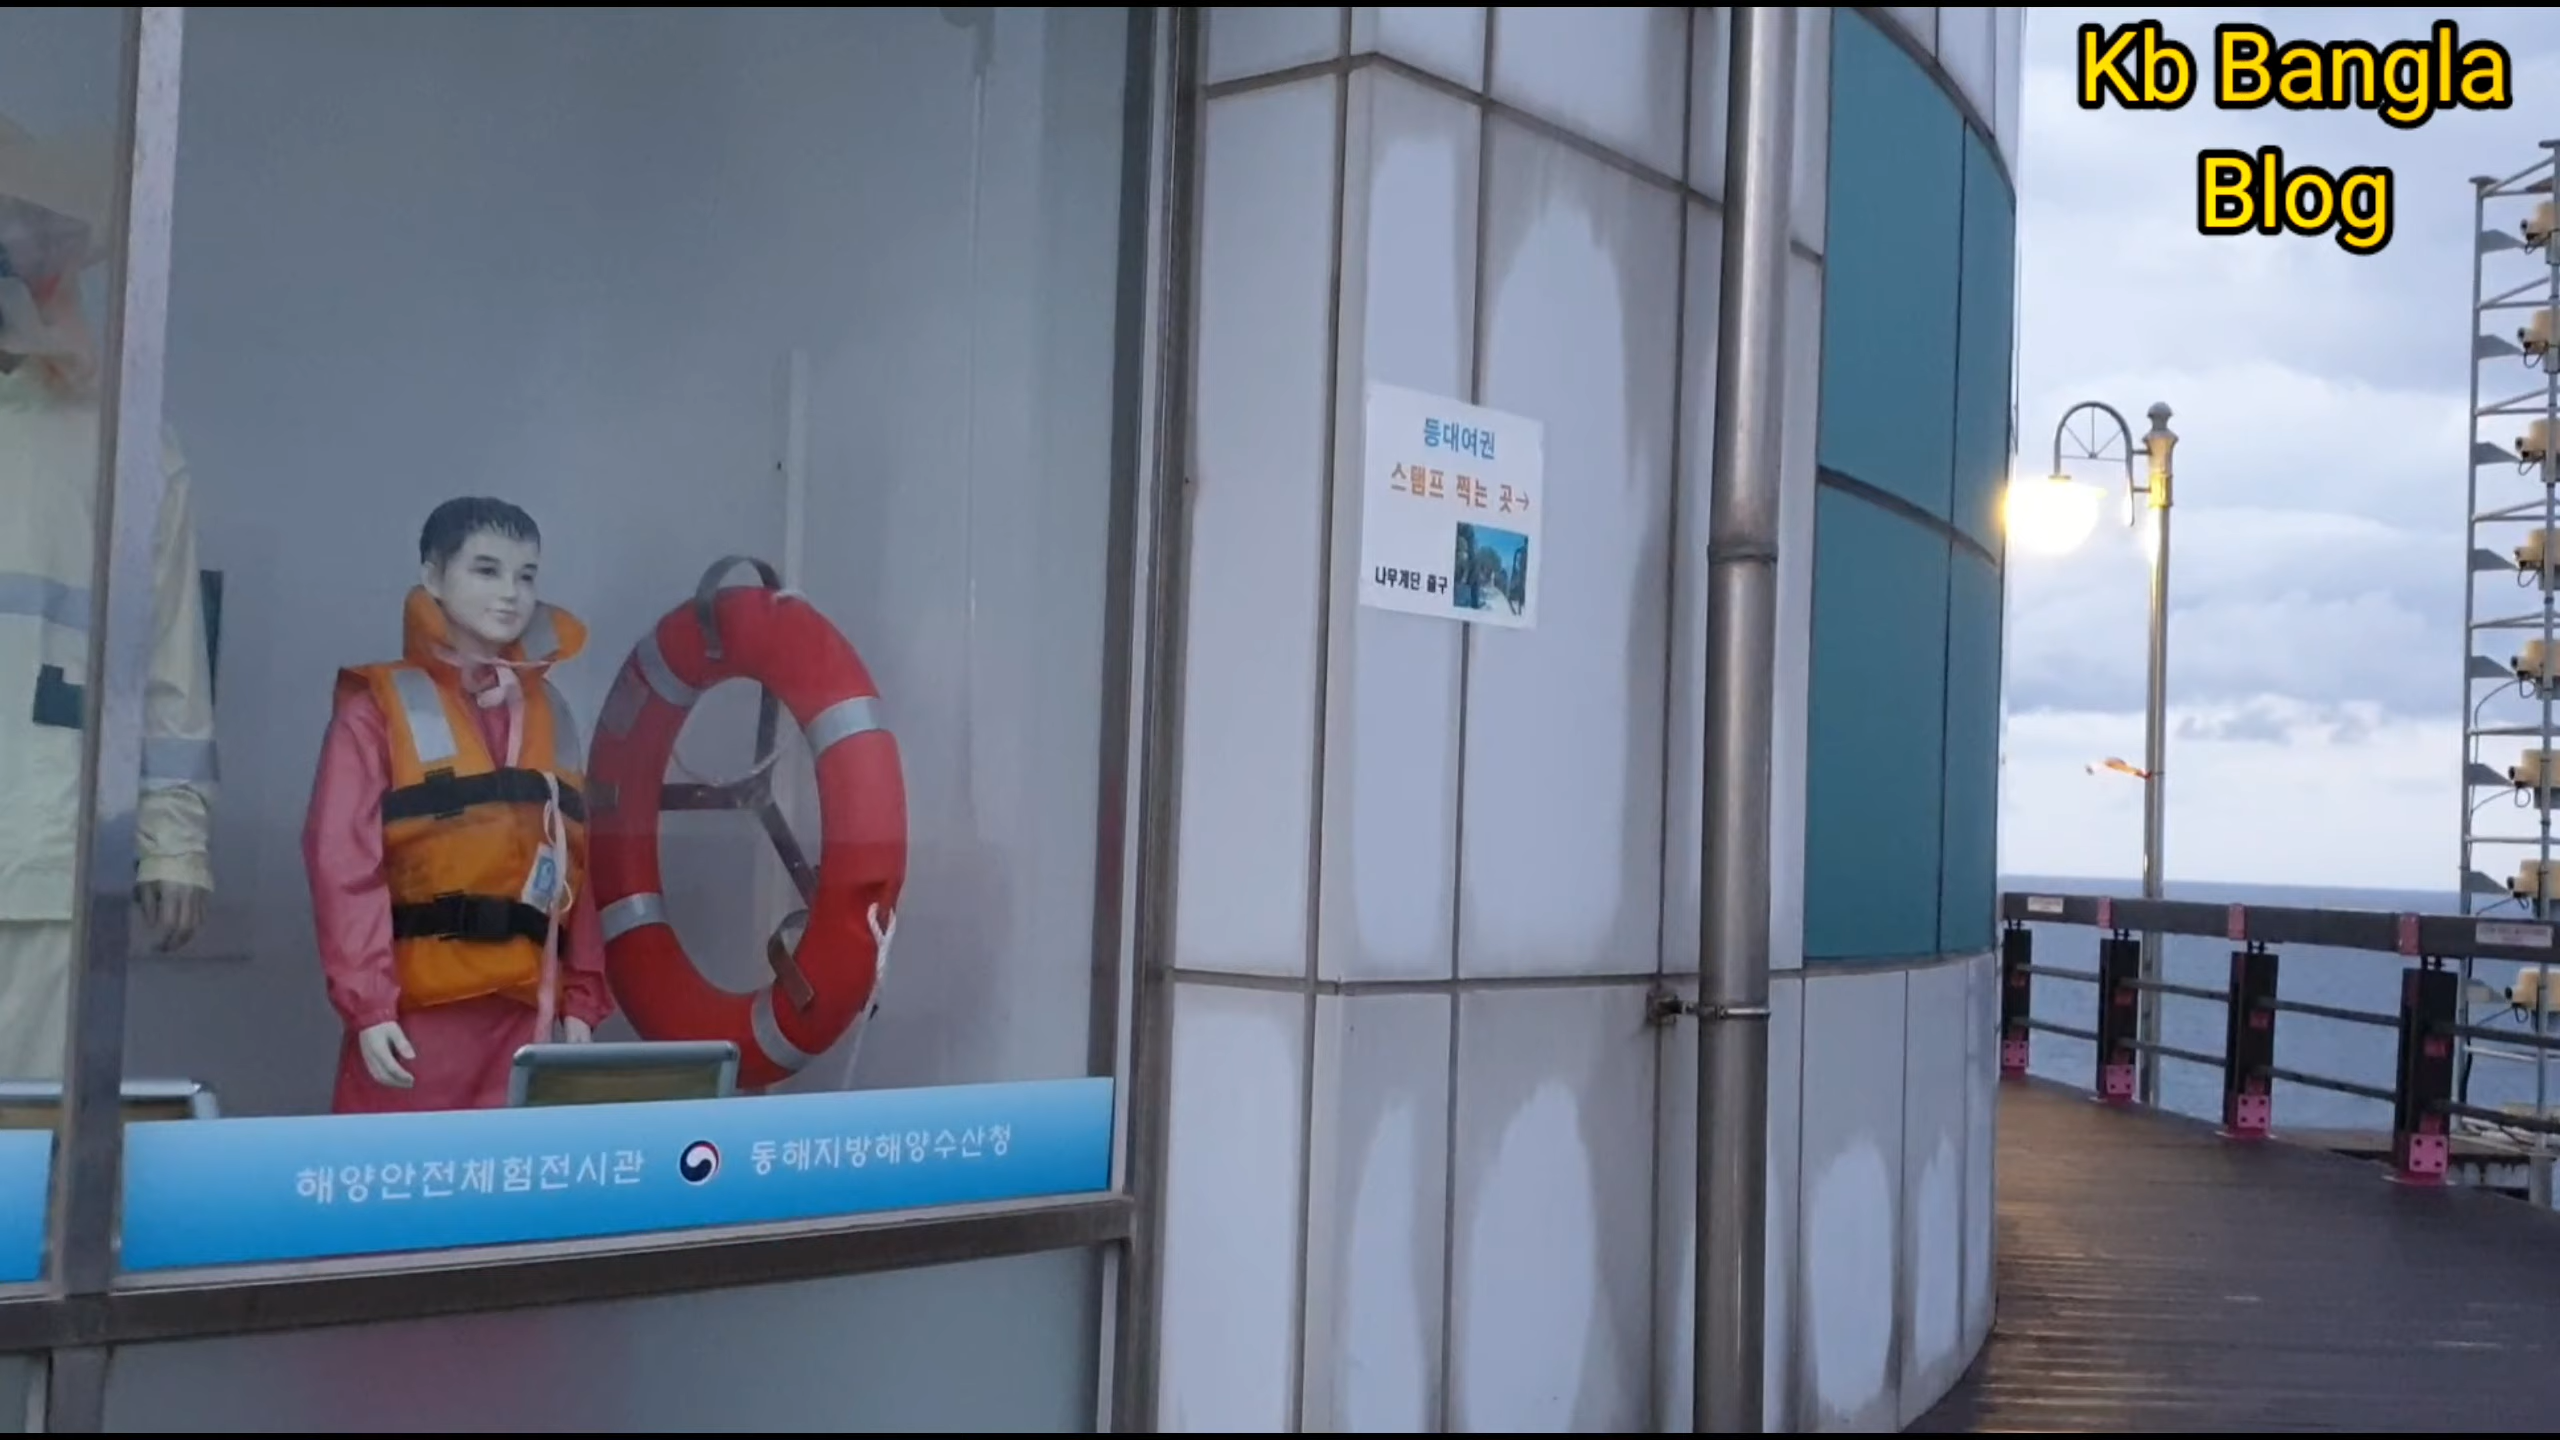 Kb Bangla
Blog
등대여권
스템프 찍는 곳→
나무계단 출구
해양안전체험전시관 동해지방해양수산청